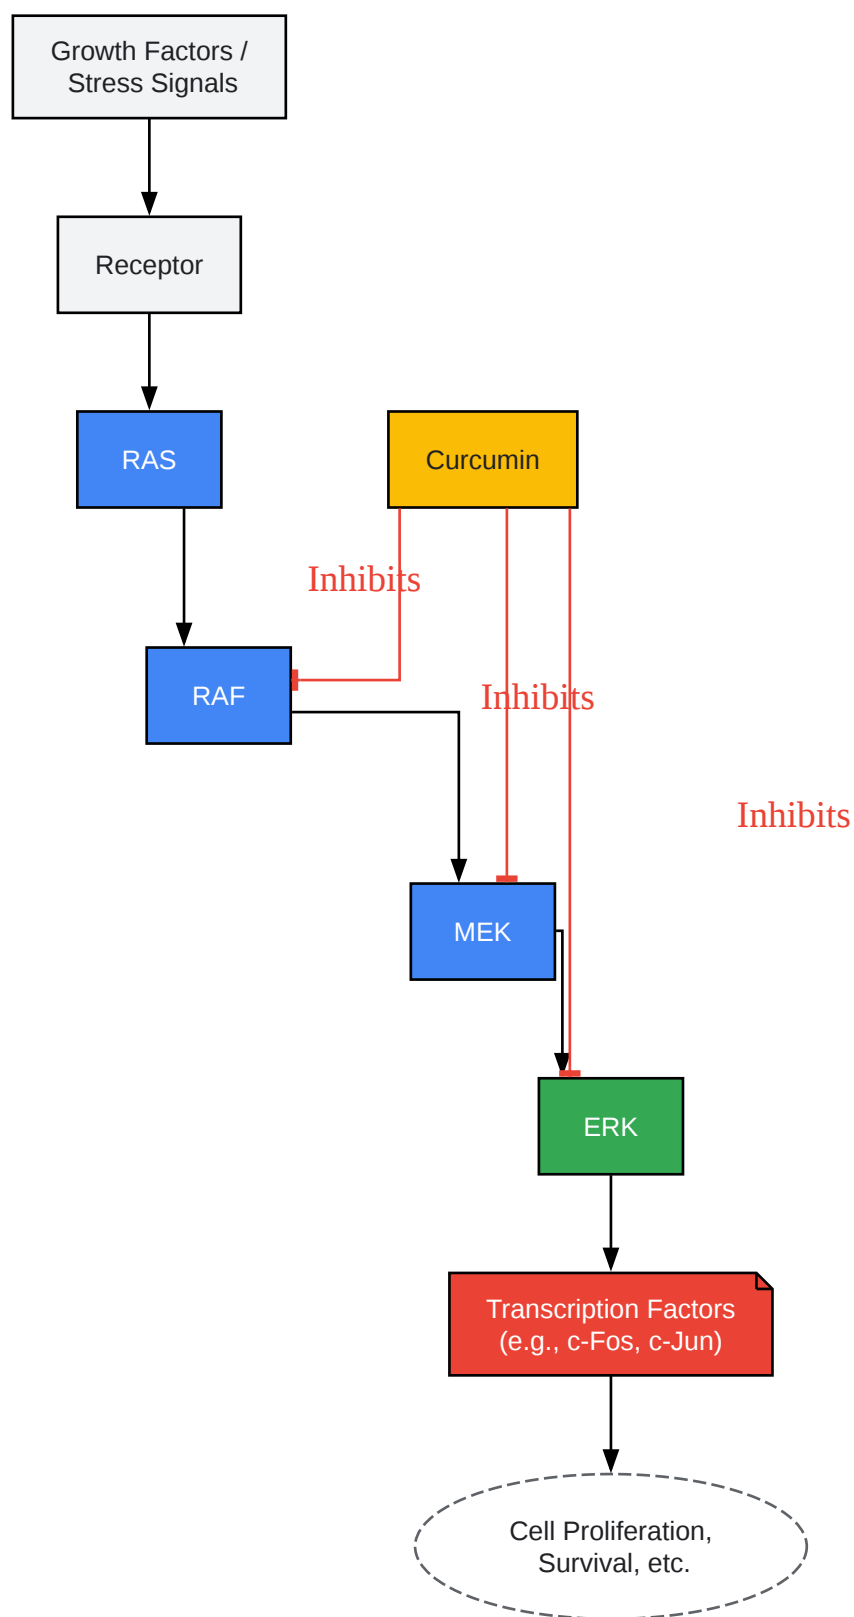 Growth Factors /
Stress Signals
Receptor
RAS
Curcumin
Inhibits
RAF
Inhibits
Inhibits
MEK
ERK
Transcription Factors
(e.g., c-Fos, c-Jun)
Cell Proliferation,
Survival, etc.